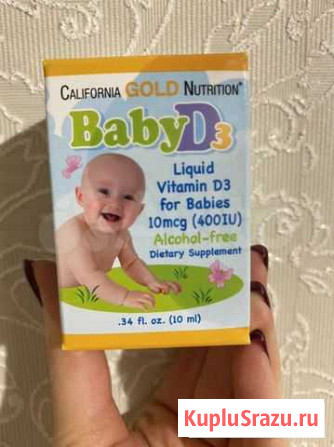 CALIFORNIA GOLD NUTRITION®
BabyD3
Liquid
Vitamin D3
for Babies
10mcg (400IU)
Alcohol-free
Dietary Supplement
.34 fl. oz. (10 ml)
KupluSrazu.ru